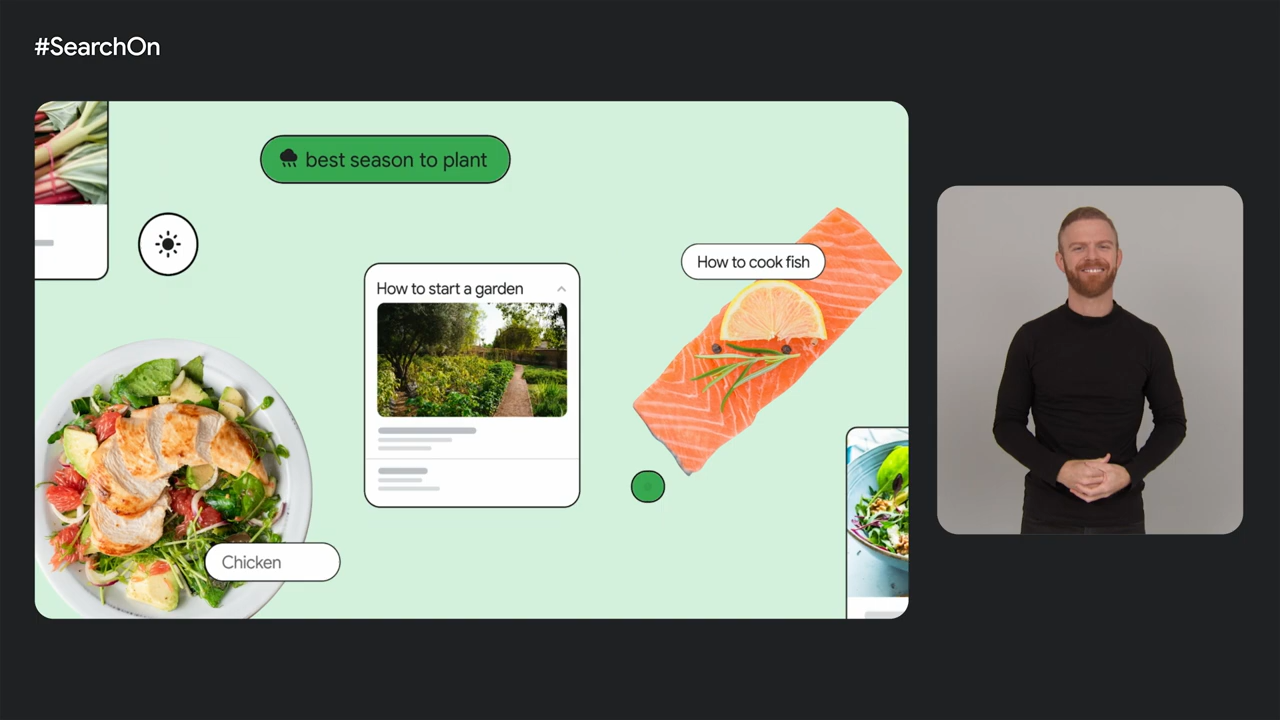 #SearchOn
best season to plant
How to cook fish
How to start a garden
Chicken